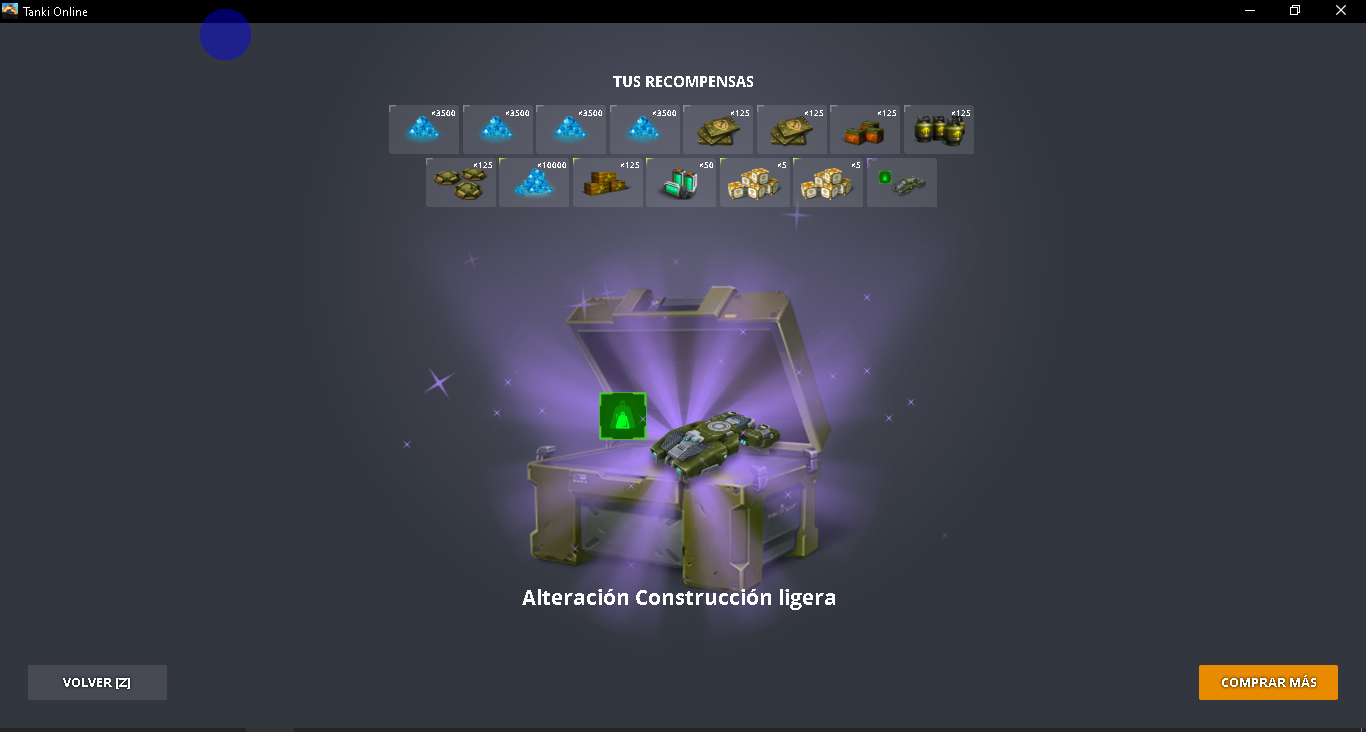 Tanki Online
TUS RECOMPENSAS
×3500 ×3500 ×3500 ×3500 ×125 ×125 ×125 ×125
×125 ×10000 ×125 ×50 ×5 ×5
Alteración Construcción ligera
VOLVER [Z]
COMPRAR MÁS